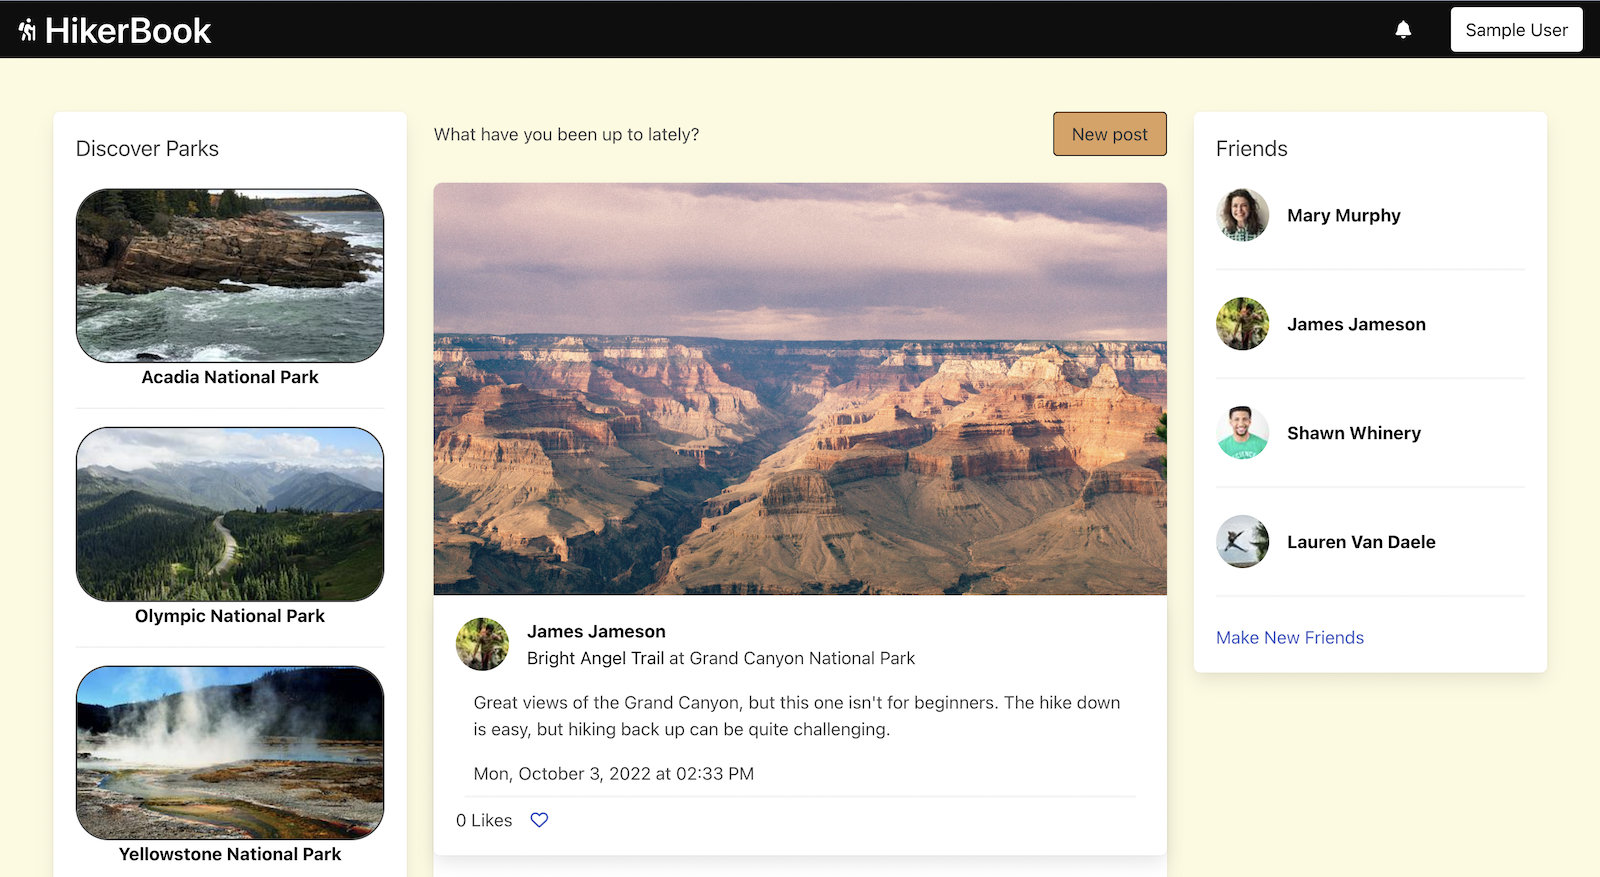 HikerBook
Sample User
Discover Parks
Acadia National Park
Olympic National Park
Yellowstone National Park
What have you been up to lately?
New post
James Jameson
Bright Angel Trail at Grand Canyon National Park
Great views of the Grand Canyon, but this one isn't for beginners. The hike down
is easy, but hiking back up can be quite challenging.
Mon, October 3, 2022 at 02:33 PM
0 Likes
Friends
Mary Murphy
James Jameson
Shawn Whinery
Lauren Van Daele
Make New Friends